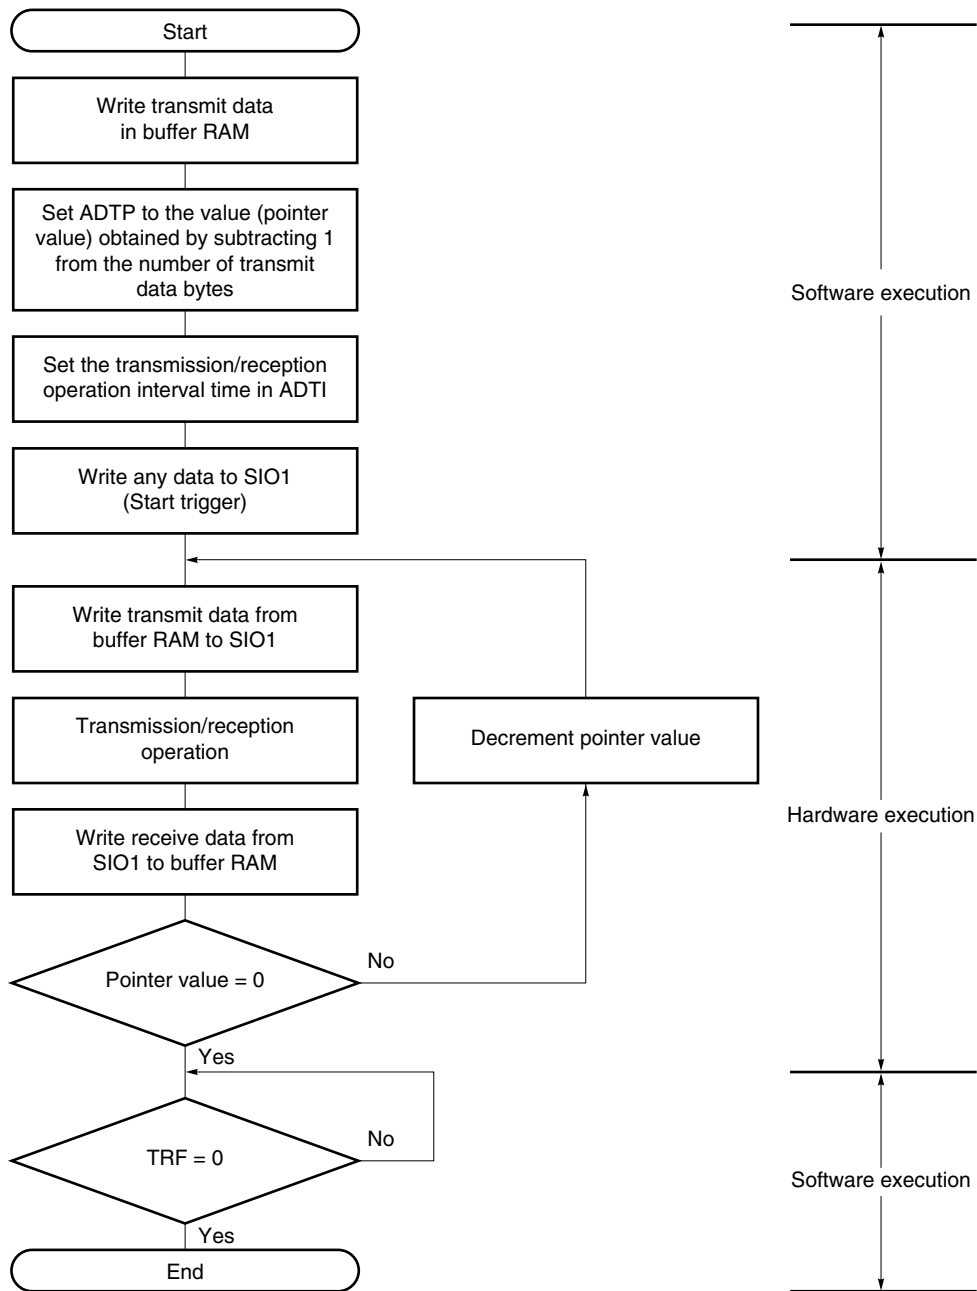 Start
Write transmit data
in buffer RAM
Set ADTP to the value (pointer
value) obtained by subtracting 1
from the number of transmit
data bytes
Software execution
Set the transmission/reception
operation interval time in ADTI
Write any data to SIO1
(Start trigger)
Write transmit data from
buffer RAM to SIO1
Transmission/reception
operation
Decrement pointer value
Hardware execution
Write receive data from
SIO1 to buffer RAM
Pointer value = 0
No
Yes
TRF = 0
No
Software execution
Yes
End